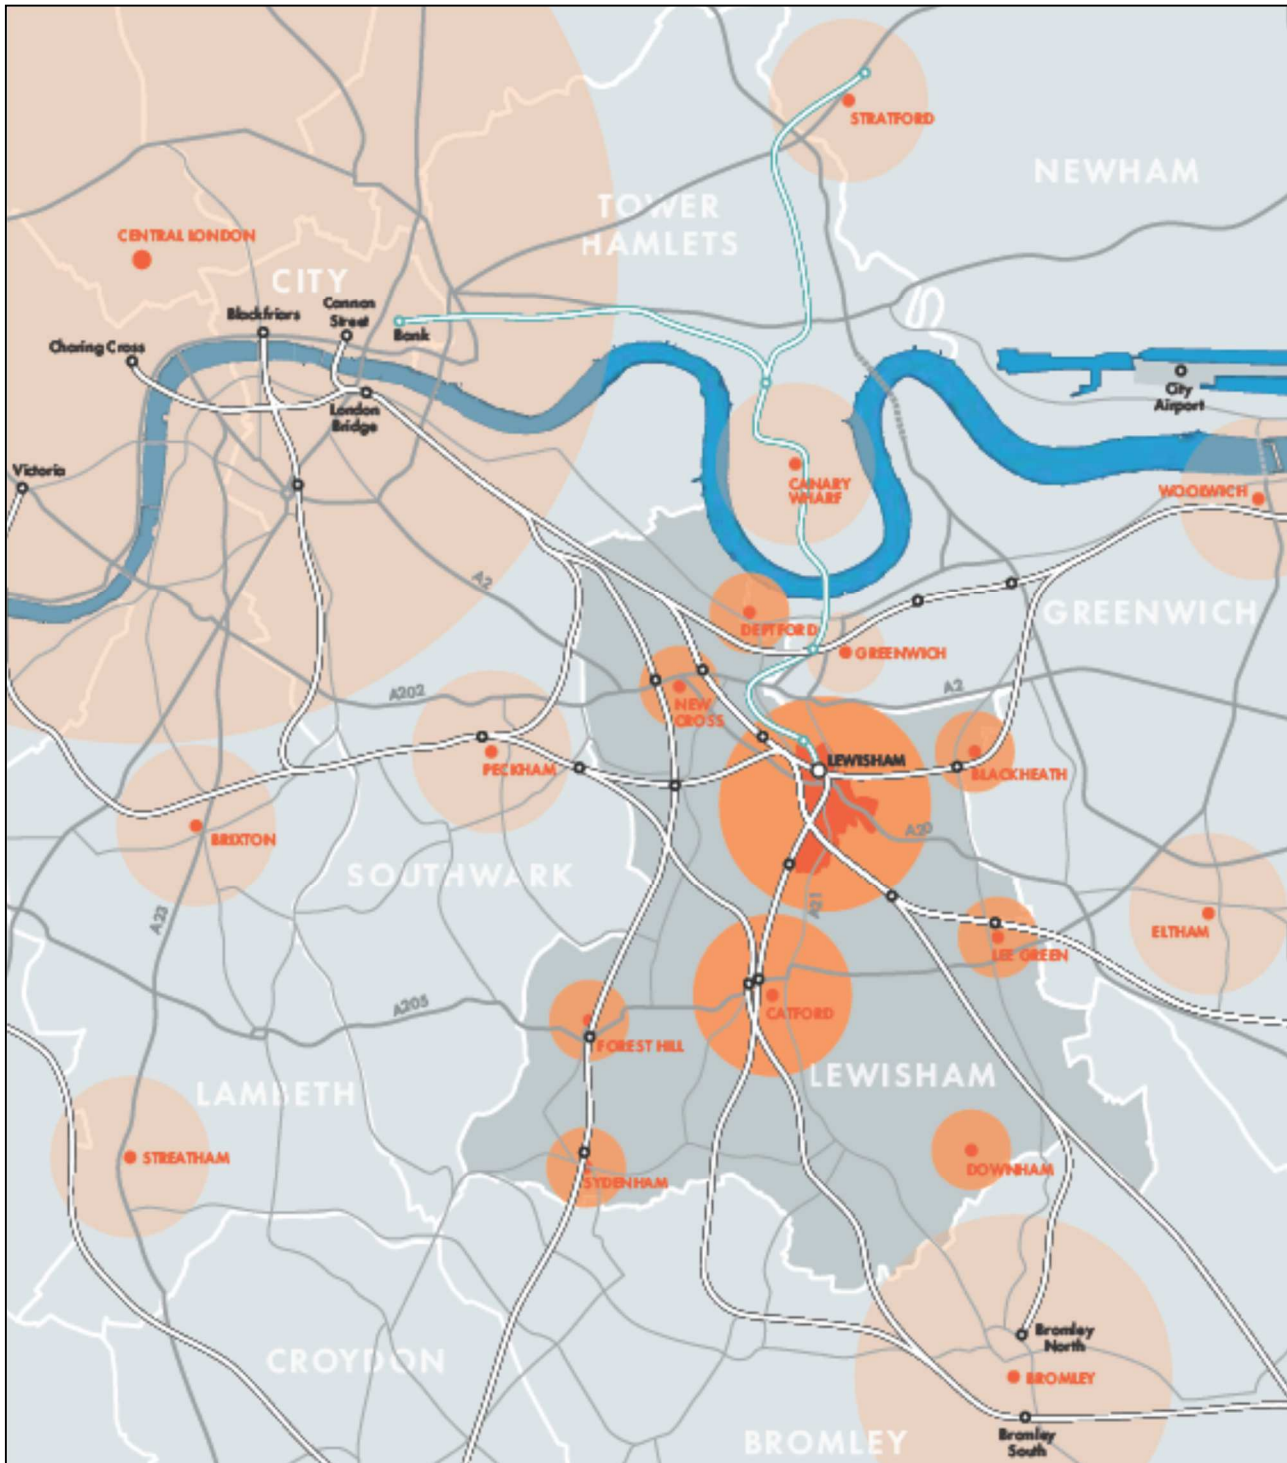 STRATFORD
NEWHAM
TOWER
HAMLETS
CENTRAL LONDON
CITY
Cannon
Street
Blackfriars
Bank
Charing Cross
London
Bridge
City
Airport
Victoria
CANARY
WHARF
WOOLWICH
A2
GREENWICH
DEPTFORD
GREENWICH
A202
A2
NEW
CROSS
LEWISHAM
PECKHAM
BLACKHEATH
BRIXTON
A20
SOUTHWARK
A21
A23
ELTHAM
LEE GREEN
A205
CATFORD
FOREST HILL
LEWISHAM
LAMBETH
STREATHAM
DOWNHAM
SYDENHAM
Bromley
North
CROYDON
BROMLEY
BROMLEY
Bromley
South